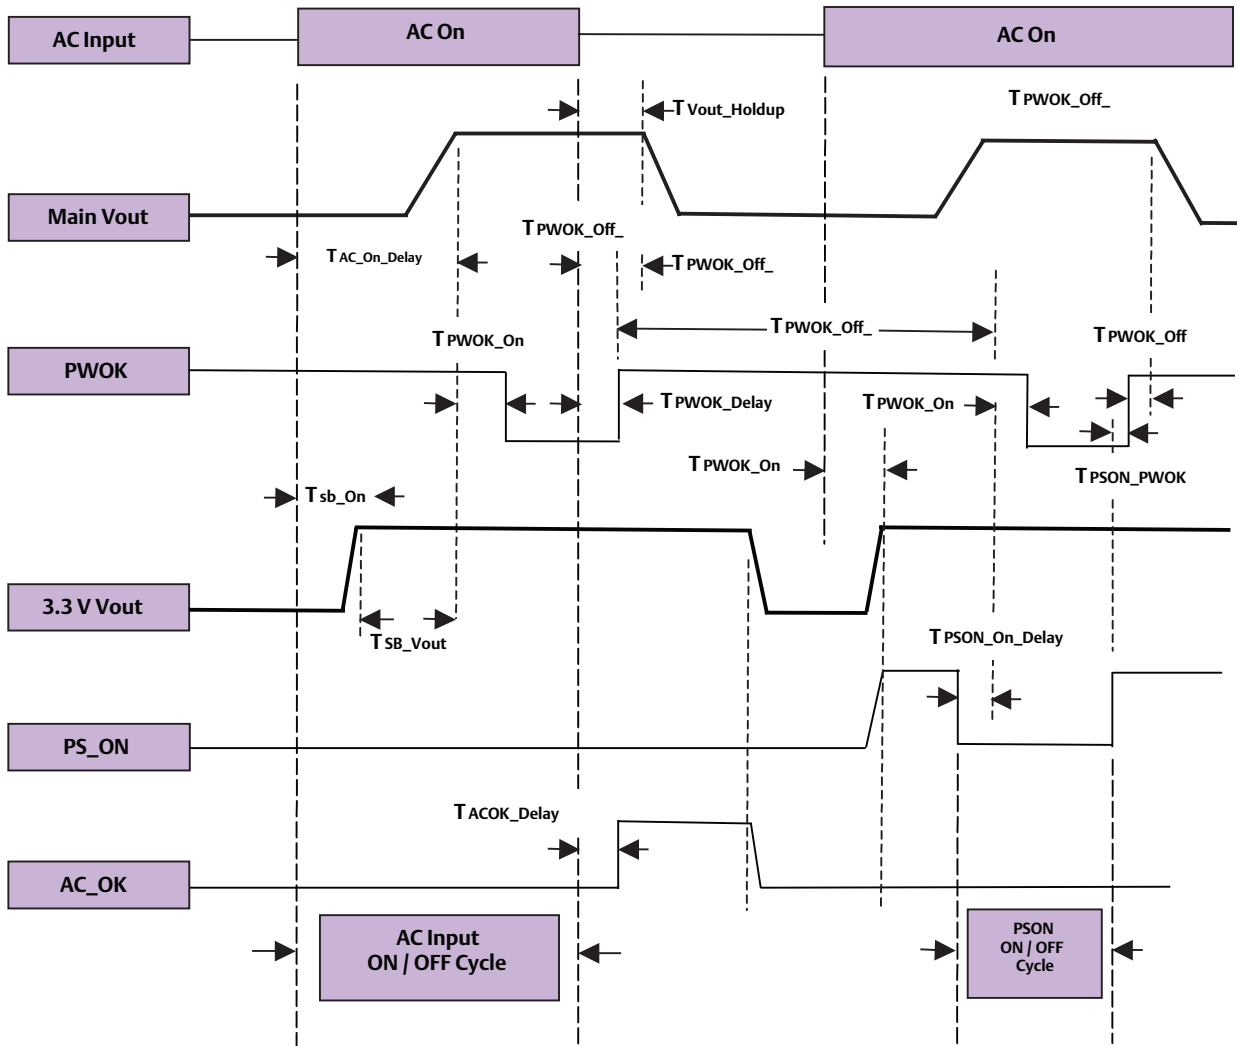 AC Input
AC On
AC On
T Vout_Holdup
T PWOK_Off_
Main Vout
T PWOK_Off_
T AC_On_Delay
T PWOK_Off_
T PWOK_On
T PWOK_Off_
T PWOK_Off
PWOK
T PWOK_Delay
T PWOK_On
T PWOK_On
T PSON_PWOK
T sb_On
3.3 V Vout
T SB_Vout
T PSON_On_Delay
PS_ON
T ACOK_Delay
AC_OK
AC Input
ON / OFF Cycle
PSON
ON / OFF
Cycle